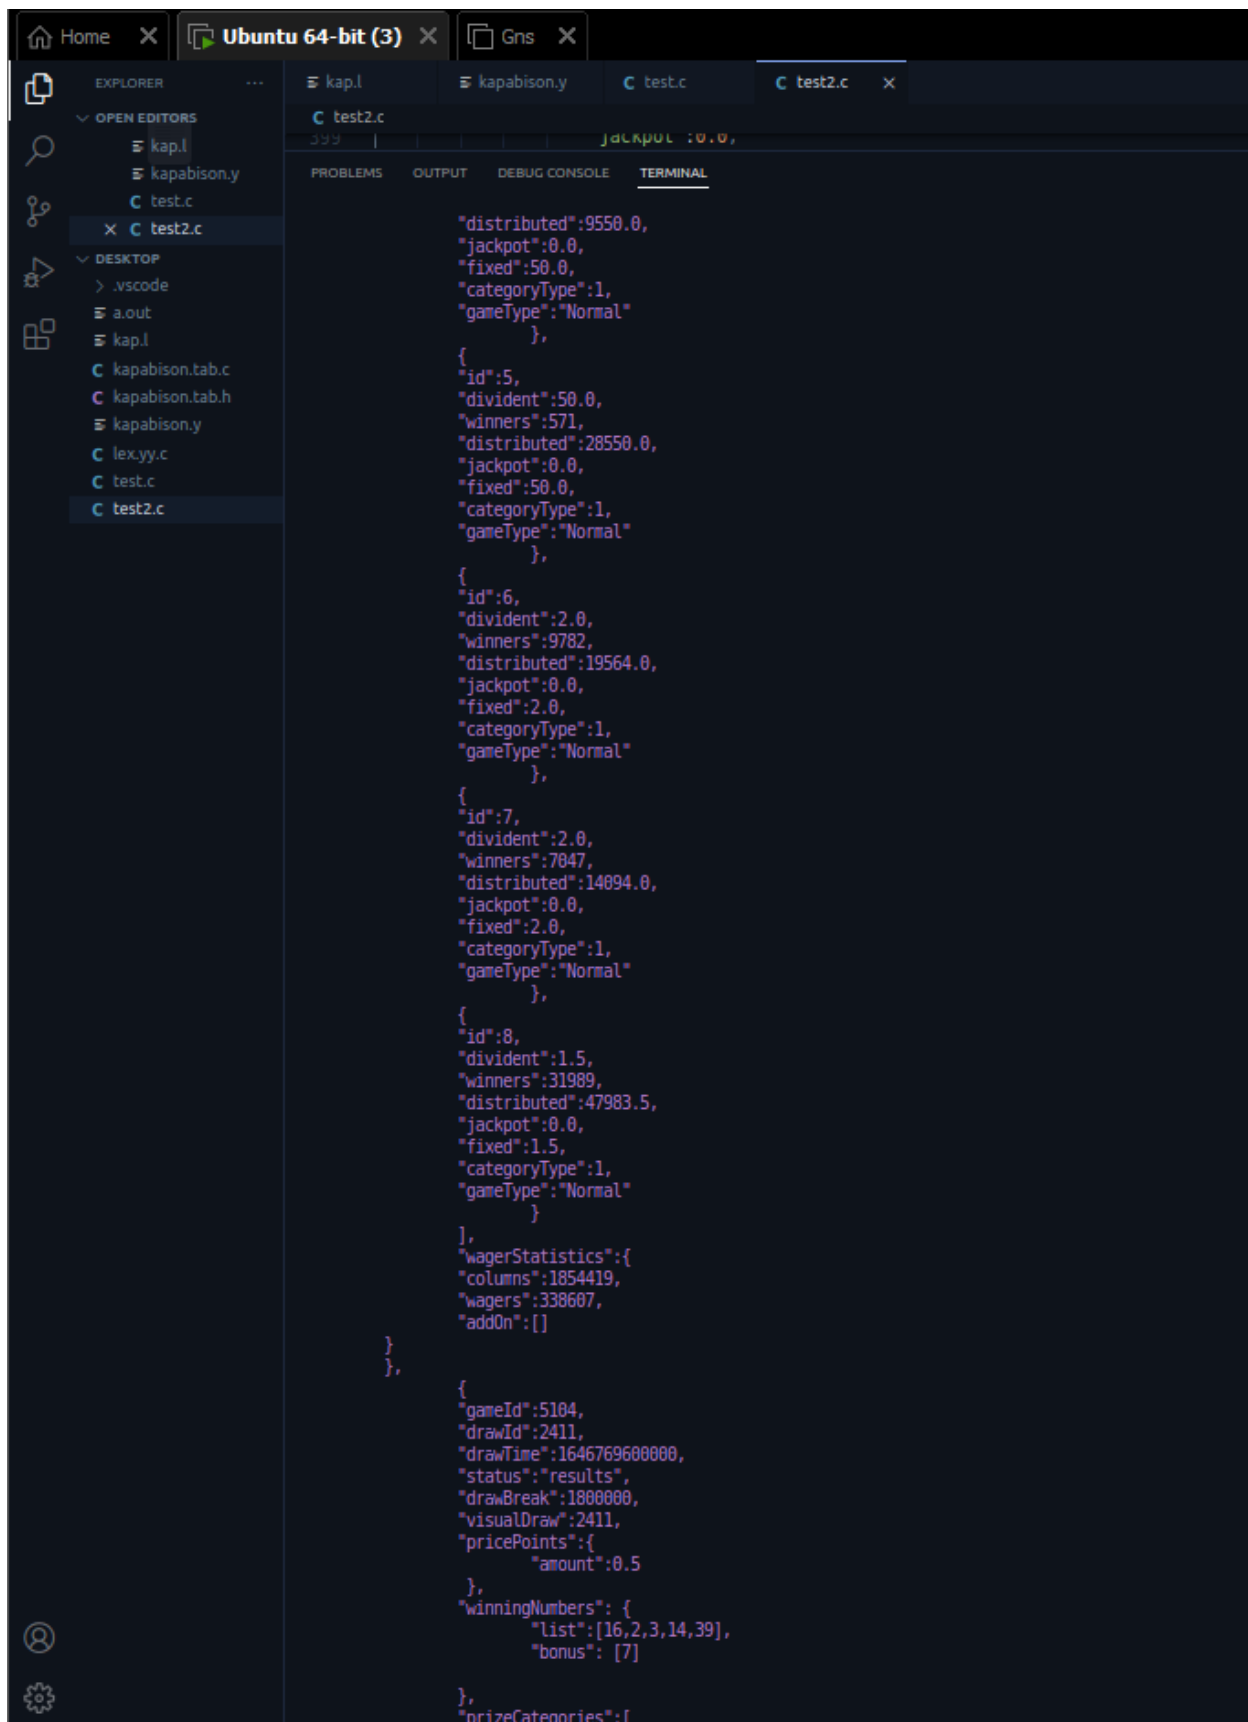 Home
Ubuntu 64-bit (3)
Gns
EXPLORER
kap.l
kapabison.y
test.c
test2.c
OPEN EDITORS
kap.l
kapabison.y
test.c
test2.c
DESKTOP
.vscode
a.out
kap.l
kapabison.tab.c
kapabison.tab.h
kapabison.y
lex.yy.c
test.c
test2.c
test2.c
399 jackpot :0.0,
PROBLEMS OUTPUT DEBUG CONSOLE TERMINAL
"distributed":9550.0,
"jackpot":0.0,
"fixed":50.0,
"categoryType":1,
"gameType":"Normal"
},
{
"id":5,
"divident":50.0,
"winners":571,
"distributed":28550.0,
"jackpot":0.0,
"fixed":50.0,
"categoryType":1,
"gameType":"Normal"
},
{
"id":6,
"divident":2.0,
"winners":9782,
"distributed":19564.0,
"jackpot":0.0,
"fixed":2.0,
"categoryType":1,
"gameType":"Normal"
},
{
"id":7,
"divident":2.0,
"winners":7047,
"distributed":14094.0,
"jackpot":0.0,
"fixed":2.0,
"categoryType":1,
"gameType":"Normal"
},
{
"id":8,
"divident":1.5,
"winners":31989,
"distributed":47983.5,
"jackpot":0.0,
"fixed":1.5,
"categoryType":1,
"gameType":"Normal"
}
],
"wagerStatistics":{
"columns":1854419,
"wagers":338607,
"addOn":[]
}
},
{
"gameId":5104,
"drawId":2411,
"drawTime":1646769600000,
"status":"results",
"drawBreak":1800000,
"visualDraw":2411,
"pricePoints":{
"amount":0.5
},
"winningNumbers": {
"list":[16,2,3,14,39],
"bonus": [7]
},
"prizeCategories":[